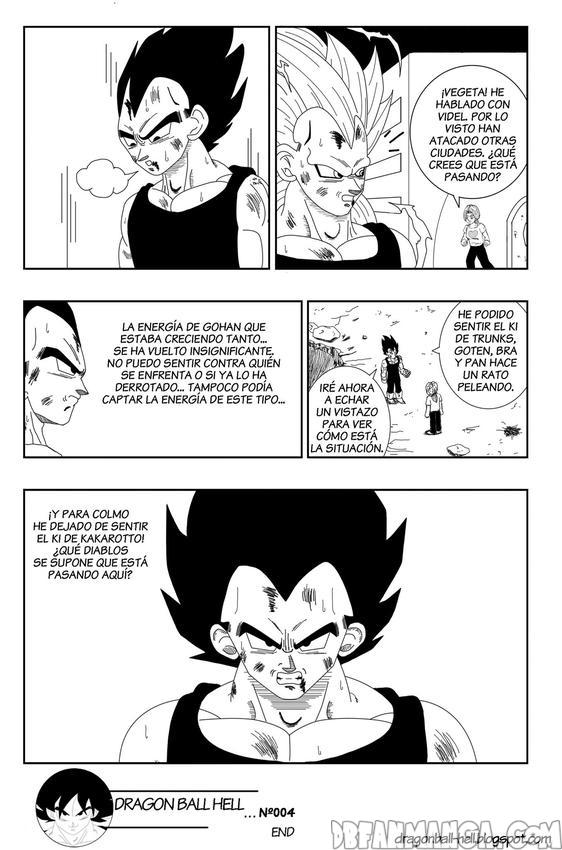 ¡VEGETA! HE
HABLADO CON
VIDEL. POR LO
VISTO HAN
ATACADO OTRAS
CIUDADES. ¿QUÉ
CREES QUE ESTÁ
PASANDO?
LA ENERGÍA DE GOHAN QUE
ESTABA CRECIENDO TANTO...
SE HA VUELTO INSIGNIFICANTE.
NO PUEDO SENTIR CONTRA QUIÉN
SE ENFRENTA O SI YA LO HA
DERROTADO... TAMPOCO PODÍA
CAPTAR LA ENERGÍA DE ESTE TIPO...
HE PODIDO
SENTIR EL KI
DE TRUNKS,
GOTEN, BRA
Y PAN HACE
UN RATO
PELEANDO.
IRÉ AHORA
A ECHAR
UN VISTAZO
PARA VER
CÓMO ESTÁ
LA SITUACIÓN.
¡Y PARA COLMO
HE DEJADO DE SENTIR
EL KI DE KAKAROTTO!
¿QUÉ DIABLOS
SE SUPONE QUE ESTÁ
PASANDO AQUÍ?
DRAGON BALL HELL
... Nº004
END
DBFANMANGA.COM
dragonball-hell.blogspot.com